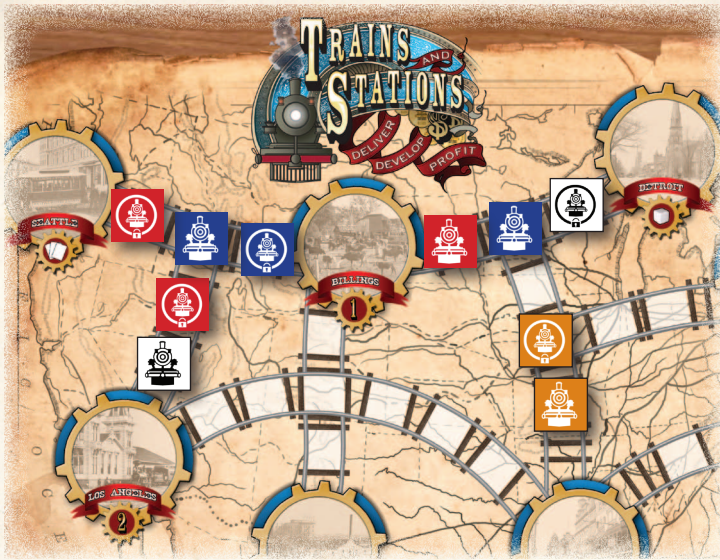 TRAINS
AND
STATIONS
DELIVER
DEVELOP
PROFIT
SEATTLE
DETROIT
BILLINGS
1
LOS ANGELES
2
O
C
E